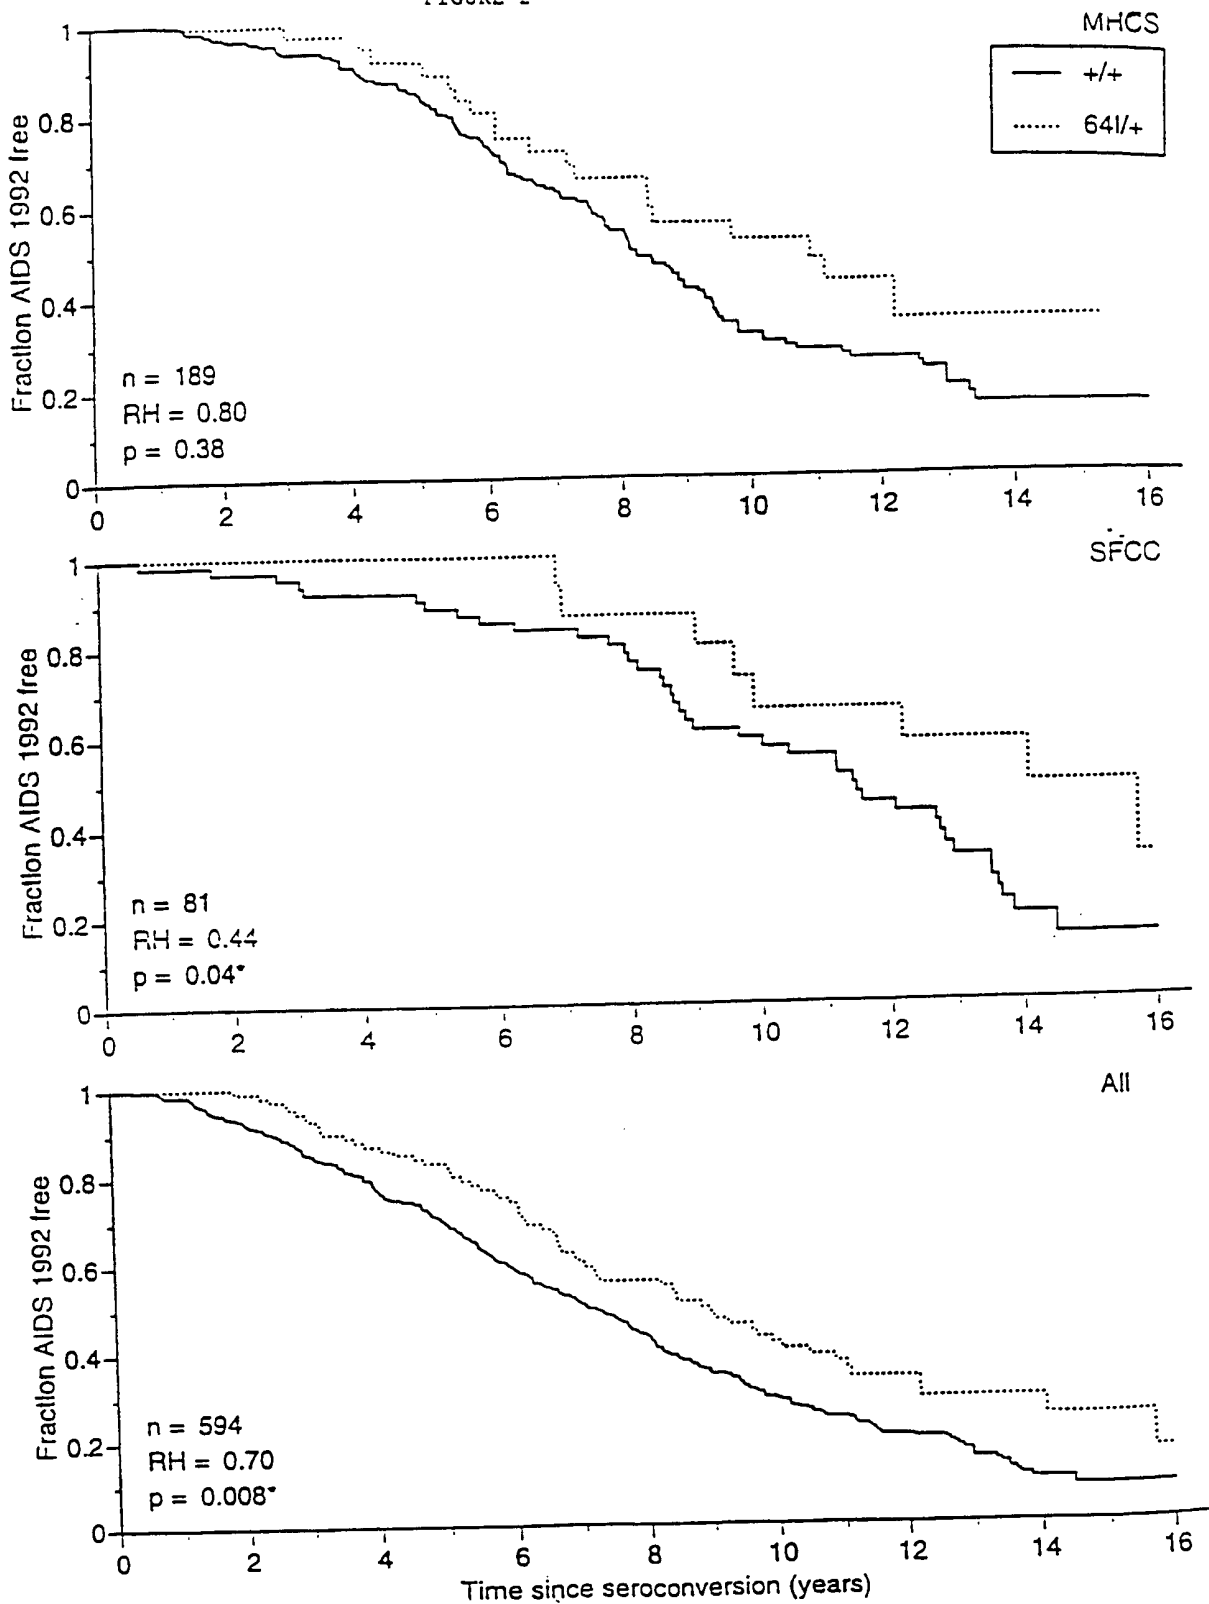 MHCS
+/+
64I/+
1
0.8
0.6
0.4
0.2
0
Fraction AIDS 1992 free
n = 189
RH = 0.80
p = 0.38
0 2 4 6 8 10 12 14 16
SFCC
1
0.8
0.6
0.4
0.2
0
Fraction AIDS 1992 free
n = 81
RH = 0.44
p = 0.04*
0 2 4 6 8 10 12 14 16
All
1
0.8
0.6
0.4
0.2
0
Fraction AIDS 1992 free
n = 594
RH = 0.70
p = 0.008*
0 2 4 6 8 10 12 14 16
Time since seroconversion (years)